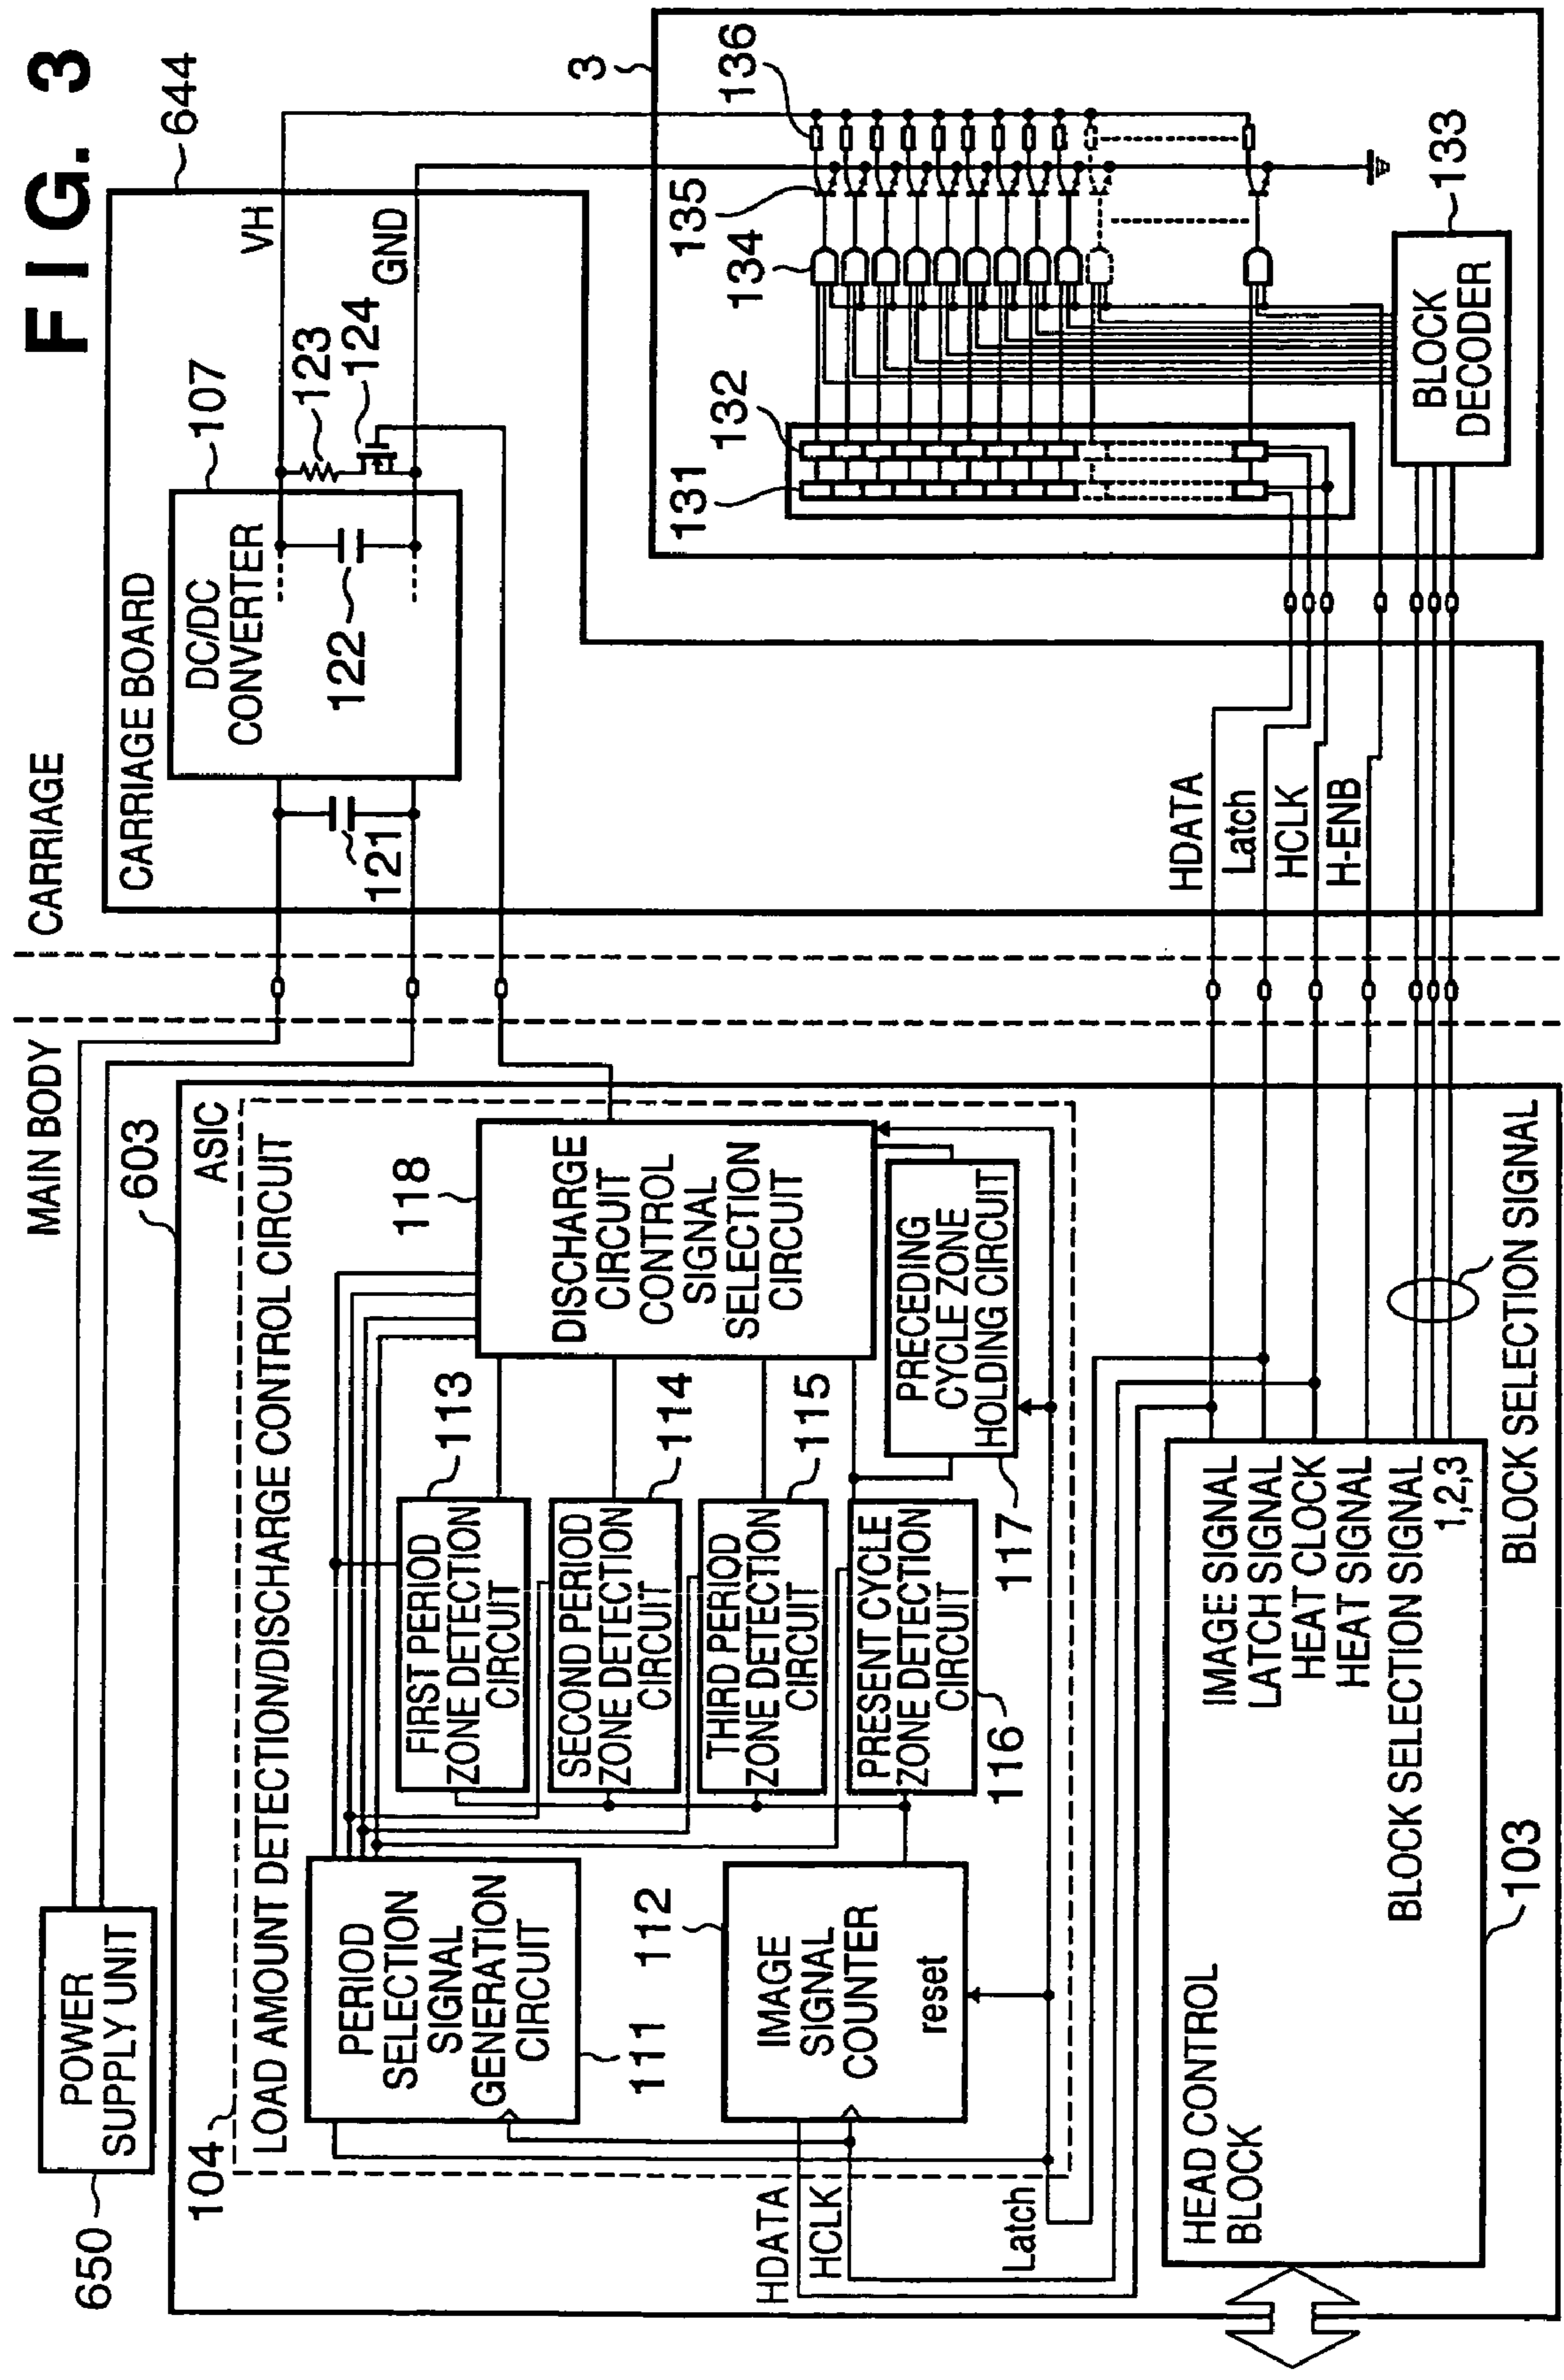 FIG. 3
MAIN BODY
CARRIAGE
650
POWER
SUPPLY UNIT
603
ASIC
104
LOAD AMOUNT DETECTION/DISCHARGE CONTROL CIRCUIT
PERIOD
SELECTION
SIGNAL
GENERATION
CIRCUIT
111
112
IMAGE
SIGNAL
COUNTER
reset
FIRST PERIOD
ZONE DETECTION
CIRCUIT
113
SECOND PERIOD
ZONE DETECTION
CIRCUIT
114
THIRD PERIOD
ZONE DETECTION
CIRCUIT
115
PRESENT CYCLE
ZONE DETECTION
CIRCUIT
116
PRECEDING
CYCLE ZONE
HOLDING CIRCUIT
117
118
DISCHARGE
CIRCUIT
CONTROL
SIGNAL
SELECTION
CIRCUIT
HDATA
HCLK
Latch
HEAD CONTROL
BLOCK
IMAGE SIGNAL
LATCH SIGNAL
HEAT CLOCK
HEAT SIGNAL
BLOCK SELECTION SIGNAL
1,2,3
103
BLOCK SELECTION SIGNAL
644
CARRIAGE BOARD
107
DC/DC
CONVERTER
121
122
123
124
VH
GND
HDATA
Latch
HCLK
H-ENB
3
131
132
134
135
136
BLOCK
DECODER
133